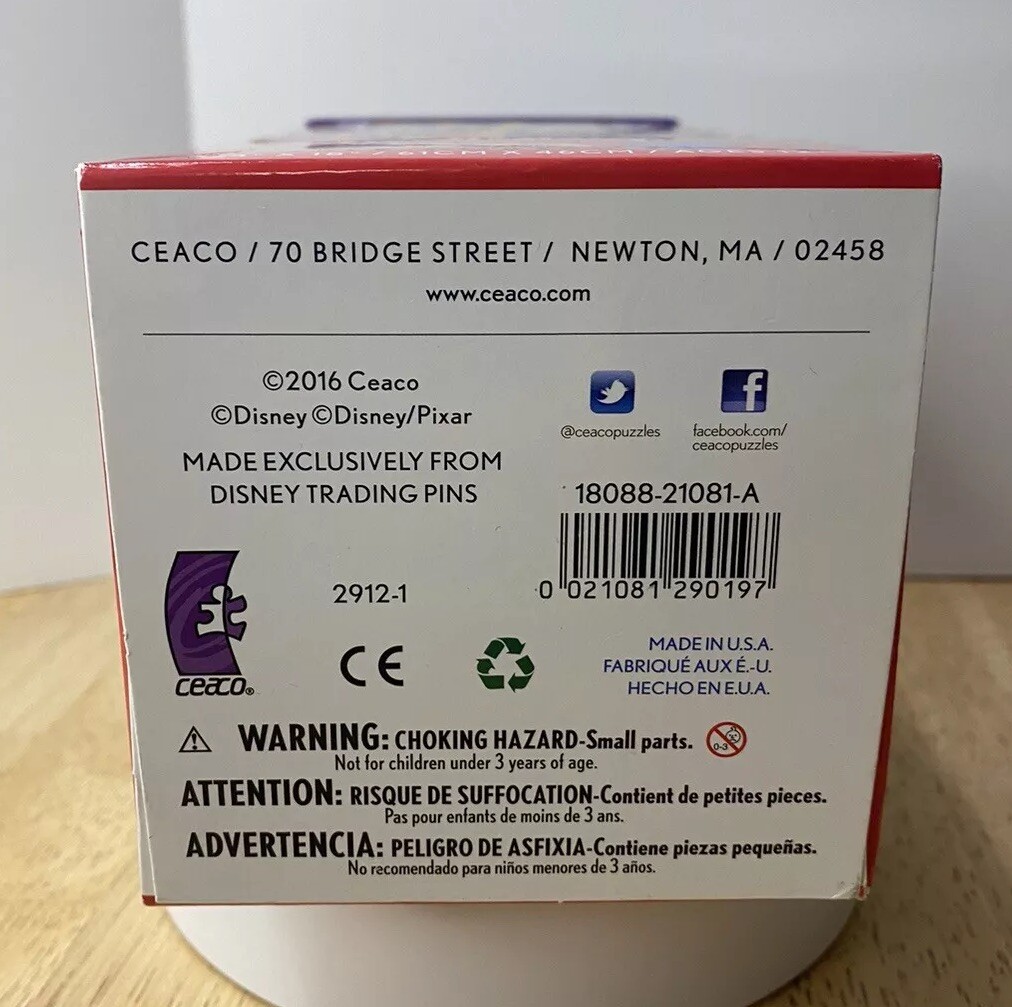 61CM X 46CM /
CEACO / 70 BRIDGE STREET / NEWTON, MA / 02458
www.ceaco.com
©2016 Ceaco
©Disney ©Disney/Pixar
MADE EXCLUSIVELY FROM
DISNEY TRADING PINS
@ceacopuzzles
facebook.com/
ceacopuzzles
18088-21081-A
0 021081 290197
2912-1
ceaco®
CE
MADE IN U.S.A.
FABRIQUÉ AUX É.-U.
HECHO EN E.U.A.
WARNING: CHOKING HAZARD-Small parts.
0-3
Not for children under 3 years of age.
ATTENTION: RISQUE DE SUFFOCATION-Contient de petites pieces.
Pas pour enfants de moins de 3 ans.
ADVERTENCIA: PELIGRO DE ASFIXIA-Contiene piezas pequeñas.
No recomendado para niños menores de 3 años.